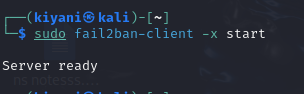 ┌──(kiyani㉿kali)-[~]
└─$ sudo fail2ban-client -x start
Server ready